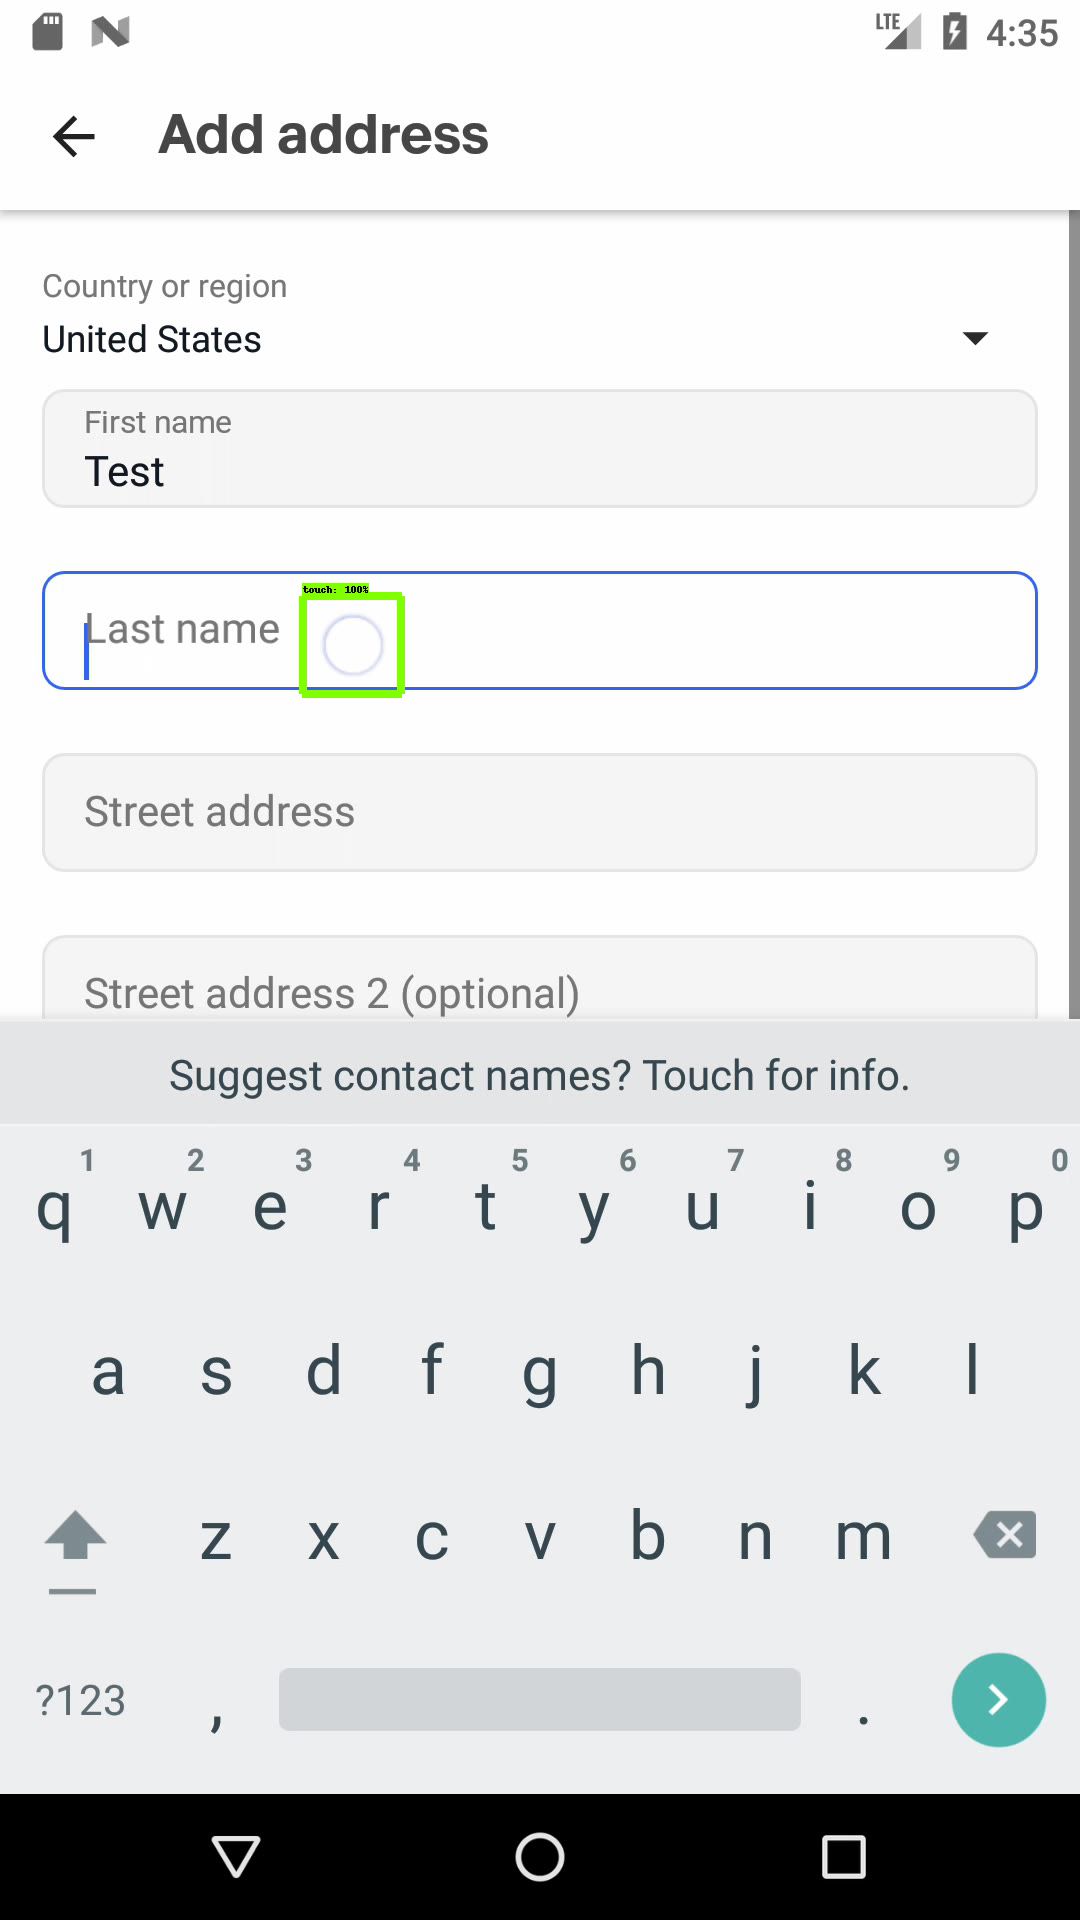 LTE 4:35
Add address
Country or region
United States
First name
Test
touch: 100%
Last name
Street address
Street address 2 (optional)
Suggest contact names? Touch for info.
1 2 3 4 5 6 7 8 9 0
q w e r t y u i o p
a s d f g h j k l
z x c v b n m
?123 , .